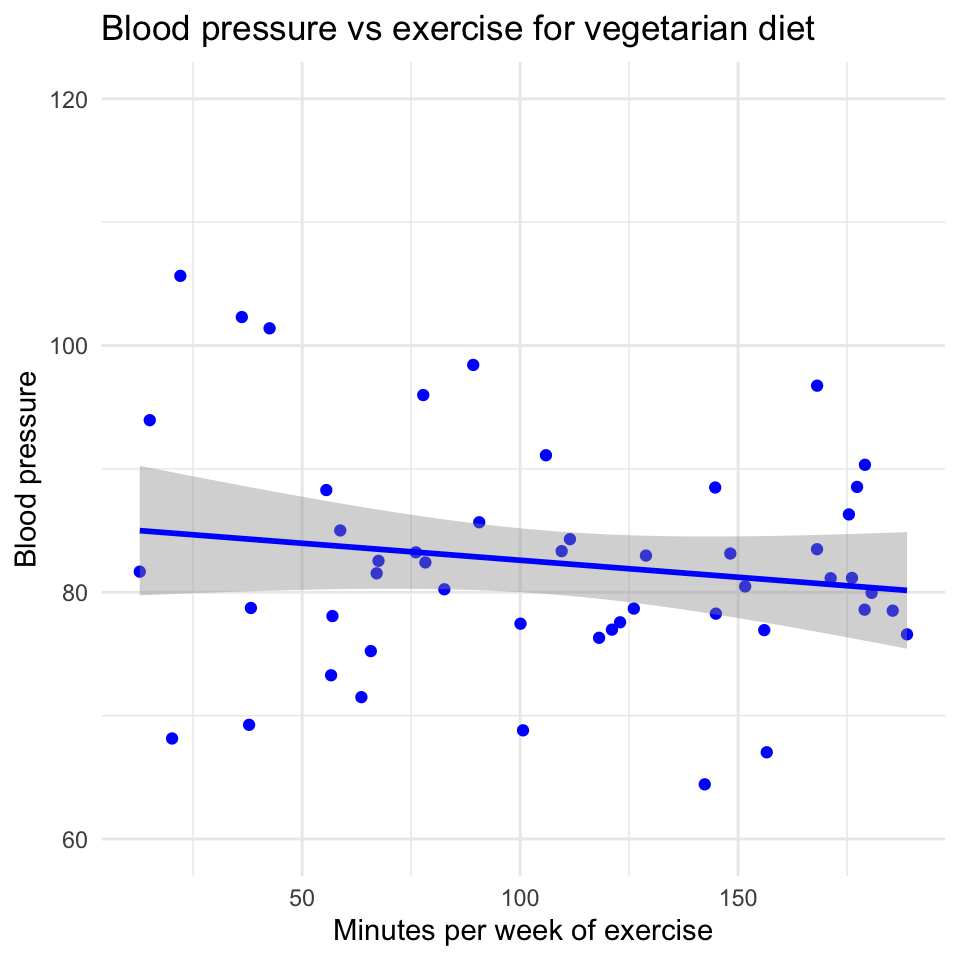 Blood pressure vs exercise for vegetarian diet
120
100
80
60
Blood pressure
50 100 150
Minutes per week of exercise